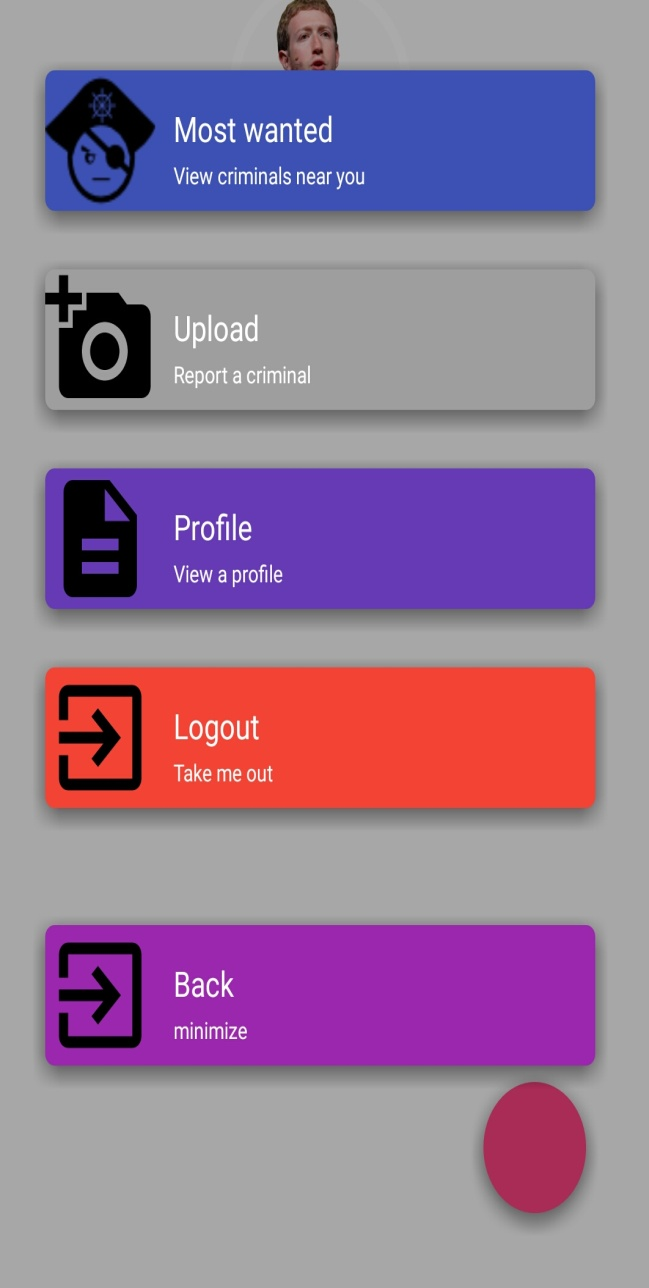 Most wanted
View criminals near you
Upload
Report a criminal
Profile
View a profile
Logout
Take me out
Back
minimize